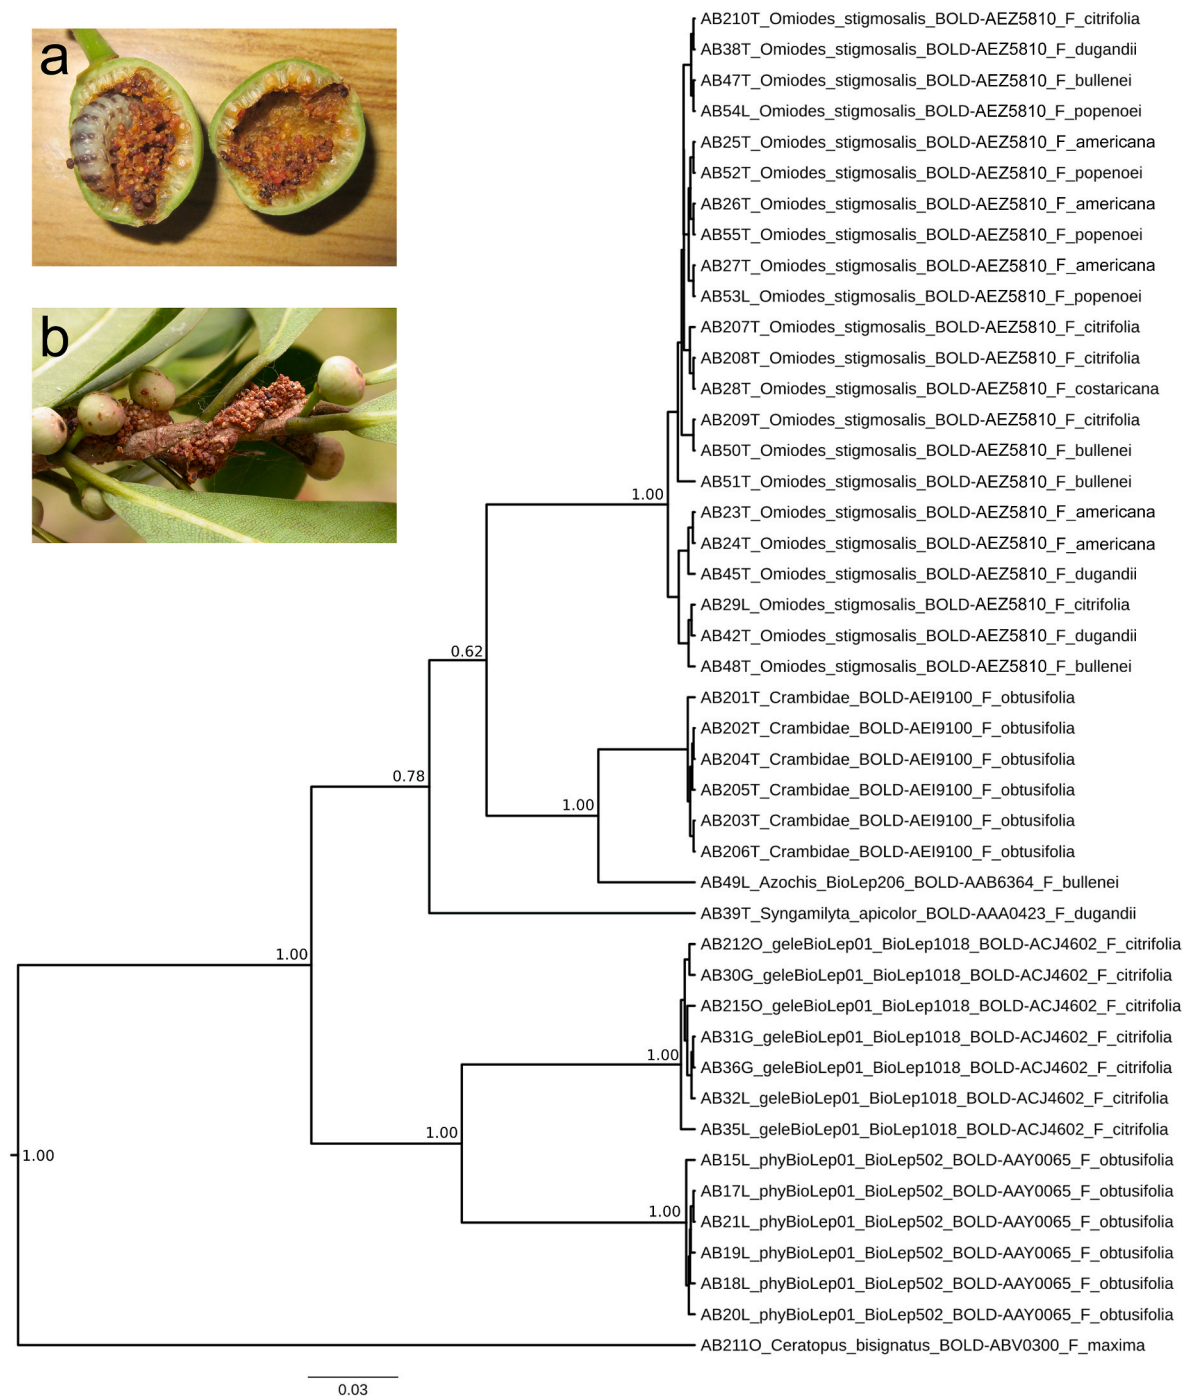 a
b
AB210T_Omiodes_stigmosalis_BOLD-AEZ5810_F_citrifolia
AB38T_Omiodes_stigmosalis_BOLD-AEZ5810_F_dugandii
AB47T_Omiodes_stigmosalis_BOLD-AEZ5810_F_bullenei
AB54L_Omiodes_stigmosalis_BOLD-AEZ5810_F_popenoei
AB25T_Omiodes_stigmosalis_BOLD-AEZ5810_F_americana
AB52T_Omiodes_stigmosalis_BOLD-AEZ5810_F_popenoei
AB26T_Omiodes_stigmosalis_BOLD-AEZ5810_F_americana
AB55T_Omiodes_stigmosalis_BOLD-AEZ5810_F_popenoei
AB27T_Omiodes_stigmosalis_BOLD-AEZ5810_F_americana
AB53L_Omiodes_stigmosalis_BOLD-AEZ5810_F_popenoei
AB207T_Omiodes_stigmosalis_BOLD-AEZ5810_F_citrifolia
AB208T_Omiodes_stigmosalis_BOLD-AEZ5810_F_citrifolia
AB28T_Omiodes_stigmosalis_BOLD-AEZ5810_F_costaricana
AB209T_Omiodes_stigmosalis_BOLD-AEZ5810_F_citrifolia
AB50T_Omiodes_stigmosalis_BOLD-AEZ5810_F_bullenei
AB51T_Omiodes_stigmosalis_BOLD-AEZ5810_F_bullenei
1.00
AB23T_Omiodes_stigmosalis_BOLD-AEZ5810_F_americana
AB24T_Omiodes_stigmosalis_BOLD-AEZ5810_F_americana
AB45T_Omiodes_stigmosalis_BOLD-AEZ5810_F_dugandii
AB29L_Omiodes_stigmosalis_BOLD-AEZ5810_F_citrifolia
AB42T_Omiodes_stigmosalis_BOLD-AEZ5810_F_dugandii
0.62
AB48T_Omiodes_stigmosalis_BOLD-AEZ5810_F_bullenei
AB201T_Crambidae_BOLD-AEI9100_F_obtusifolia
AB202T_Crambidae_BOLD-AEI9100_F_obtusifolia
AB204T_Crambidae_BOLD-AEI9100_F_obtusifolia
0.78
AB205T_Crambidae_BOLD-AEI9100_F_obtusifolia
1.00
AB203T_Crambidae_BOLD-AEI9100_F_obtusifolia
AB206T_Crambidae_BOLD-AEI9100_F_obtusifolia
AB49L_Azochis_BioLep206_BOLD-AAB6364_F_bullenei
AB39T_Syngamilyta_apicolor_BOLD-AAA0423_F_dugandii
AB212O_geleBioLep01_BioLep1018_BOLD-ACJ4602_F_citrifolia
1.00
AB30G_geleBioLep01_BioLep1018_BOLD-ACJ4602_F_citrifolia
AB215O_geleBioLep01_BioLep1018_BOLD-ACJ4602_F_citrifolia
AB31G_geleBioLep01_BioLep1018_BOLD-ACJ4602_F_citrifolia
1.00
AB36G_geleBioLep01_BioLep1018_BOLD-ACJ4602_F_citrifolia
AB32L_geleBioLep01_BioLep1018_BOLD-ACJ4602_F_citrifolia
1.00
AB35L_geleBioLep01_BioLep1018_BOLD-ACJ4602_F_citrifolia
1.00
AB15L_phyBioLep01_BioLep502_BOLD-AAY0065_F_obtusifolia
AB17L_phyBioLep01_BioLep502_BOLD-AAY0065_F_obtusifolia
1.00
AB21L_phyBioLep01_BioLep502_BOLD-AAY0065_F_obtusifolia
AB19L_phyBioLep01_BioLep502_BOLD-AAY0065_F_obtusifolia
AB18L_phyBioLep01_BioLep502_BOLD-AAY0065_F_obtusifolia
AB20L_phyBioLep01_BioLep502_BOLD-AAY0065_F_obtusifolia
AB211O_Ceratopus_bisignatus_BOLD-ABV0300_F_maxima
0.03